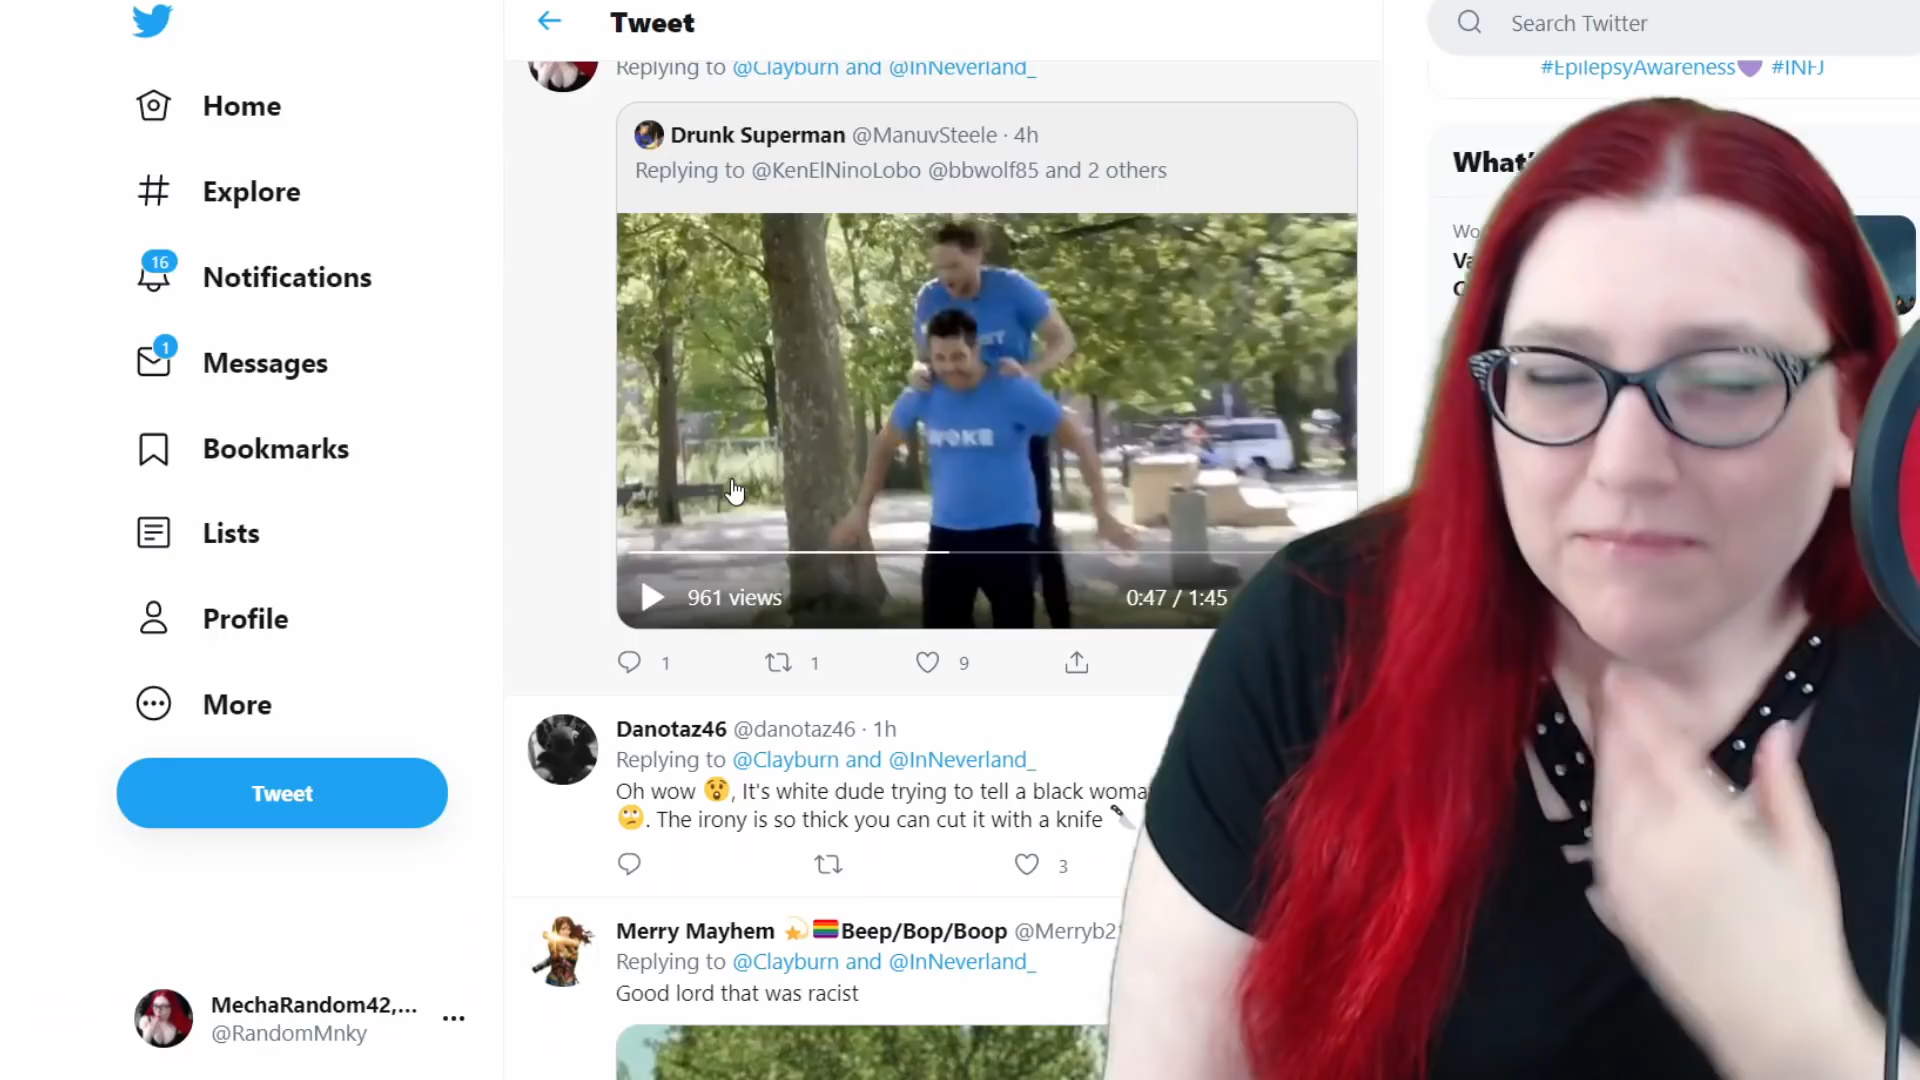 Tweet
Search Twitter
Replying to @Clayburn and @InNeverland_
#EpilepsyAwareness💜 #INFJ
Home
Explore
16
Notifications
1
Messages
Bookmarks
Lists
Profile
More
Tweet
MechaRandom42,...
@RandomMnky
Drunk Superman @ManuvSteele · 4h
Replying to @KenElNinoLobo @bbwolf85 and 2 others
WOKE
961 views
0:47 / 1:45
1
1
9
Danotaz46 @danotaz46 · 1h
Replying to @Clayburn and @InNeverland_
Oh wow 😲, It's white dude trying to tell a black
🙄. The irony is so thick you can cut it with a knife 🔪
3
Merry Mayhem 💫🏳️‍🌈Beep/Bop/Boop
Replying to @Clayburn and @InNeverland_
Good lord that was racist